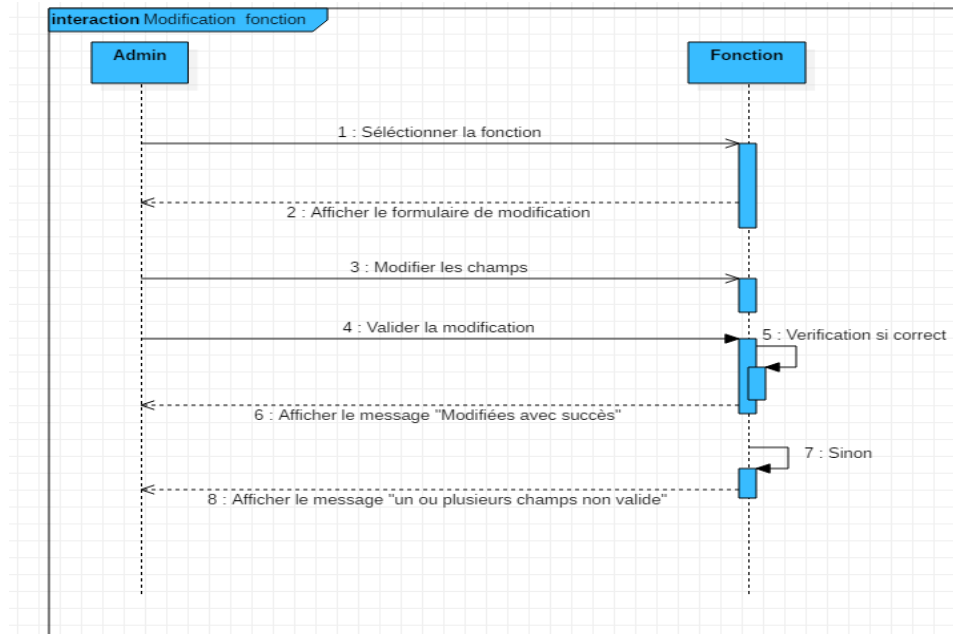 interaction Modification fonction
Admin
Fonction
1 : Séléctionner la fonction
2 : Afficher le formulaire de modification
3 : Modifier les champs
4 : Valider la modification
5 : Verification si correct
6 : Afficher le message "Modifiées avec succès"
7 : Sinon
8 : Afficher le message "un ou plusieurs champs non valide"